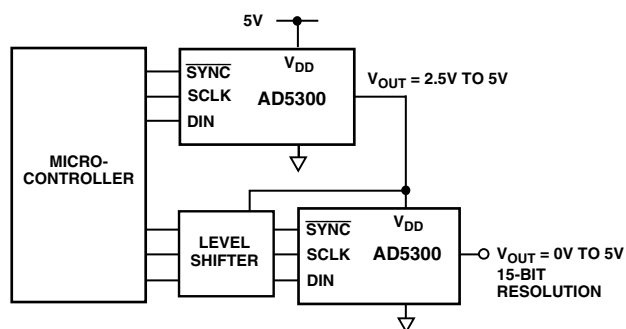 5V
SYNC
SCLK
DIN
VDD
AD5300
VOUT = 2.5V TO 5V
MICRO-
CONTROLLER
LEVEL
SHIFTER
SYNC
SCLK
DIN
VDD
AD5300
VOUT = 0V TO 5V
15-BIT
RESOLUTION